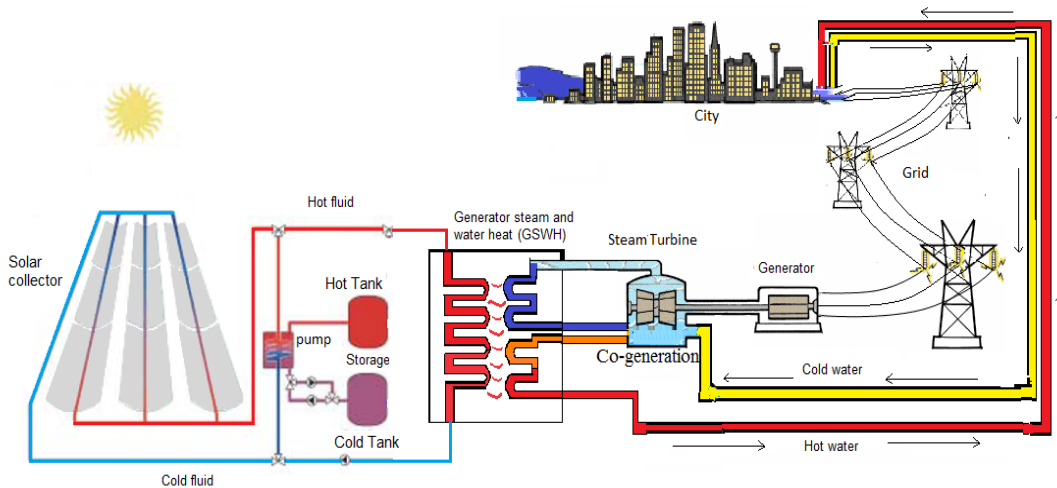 City
Grid
Hot fluid
Generator steam and
water heat (GSWH)
Steam Turbine
Solar
collector
Generator
Hot Tank
pump
Storage
Co-generation
Cold water
Cold Tank
Hot water
Cold fluid